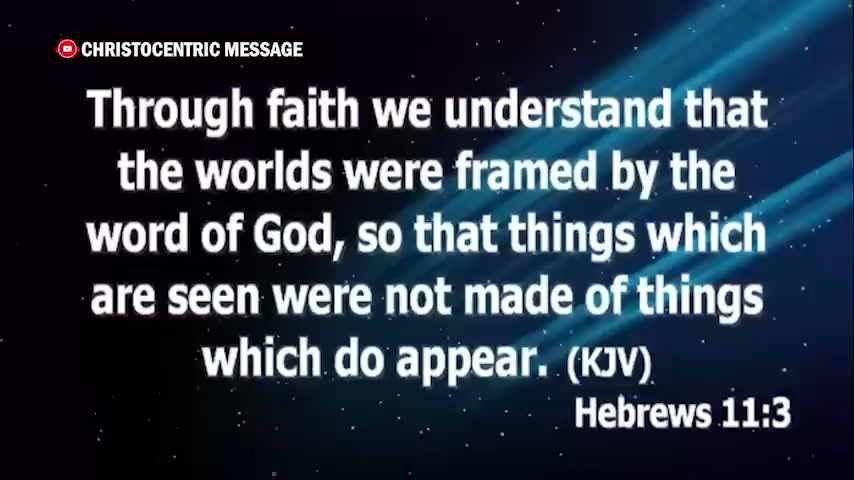 CHRISTOCENTRIC MESSAGE
Through faith we understand that
the worlds were framed by the
word of God, so that things which
are seen were not made of things
which do appear. (KJV)
Hebrews 11:3